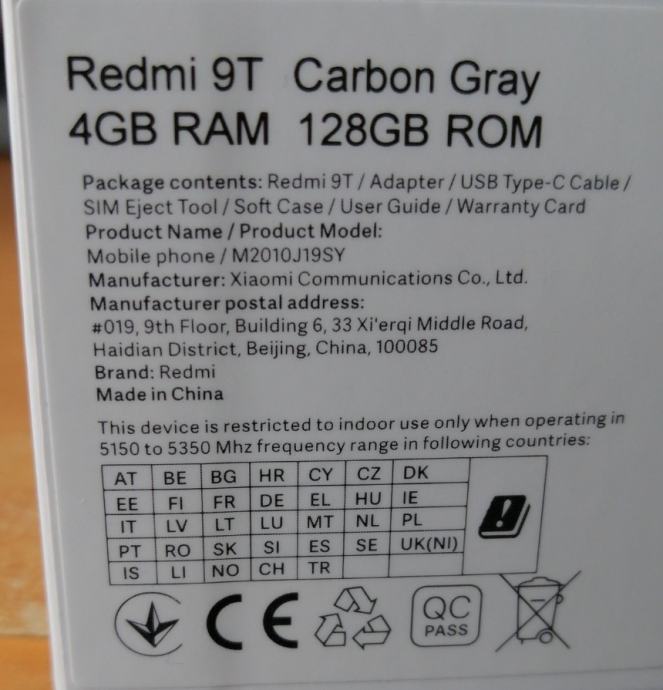 Redmi 9T Carbon Gray
4GB RAM 128GB ROM
Package contents: Redmi 9T / Adapter / USB Type-C Cable /
SIM Eject Tool / Soft Case / User Guide / Warranty Card
Product Name / Product Model:
Mobile phone / M2010J19SY
Manufacturer: Xiaomi Communications Co., Ltd.
Manufacturer postal address:
#019, 9th Floor, Building 6, 33 Xi'erqi Middle Road,
Haidian District, Beijing, China, 100085
Brand: Redmi
Made in China
This device is restricted to indoor use only when operating in
5150 to 5350 Mhz frequency range in following countries:
AT BE BG HR CY CZ DK
EE FI FR DE EL HU IE
IT LV LT LU MT NL PL
PT RO SK SI ES SE UK(NI)
IS LI NO CH TR
CE
QC
PASS